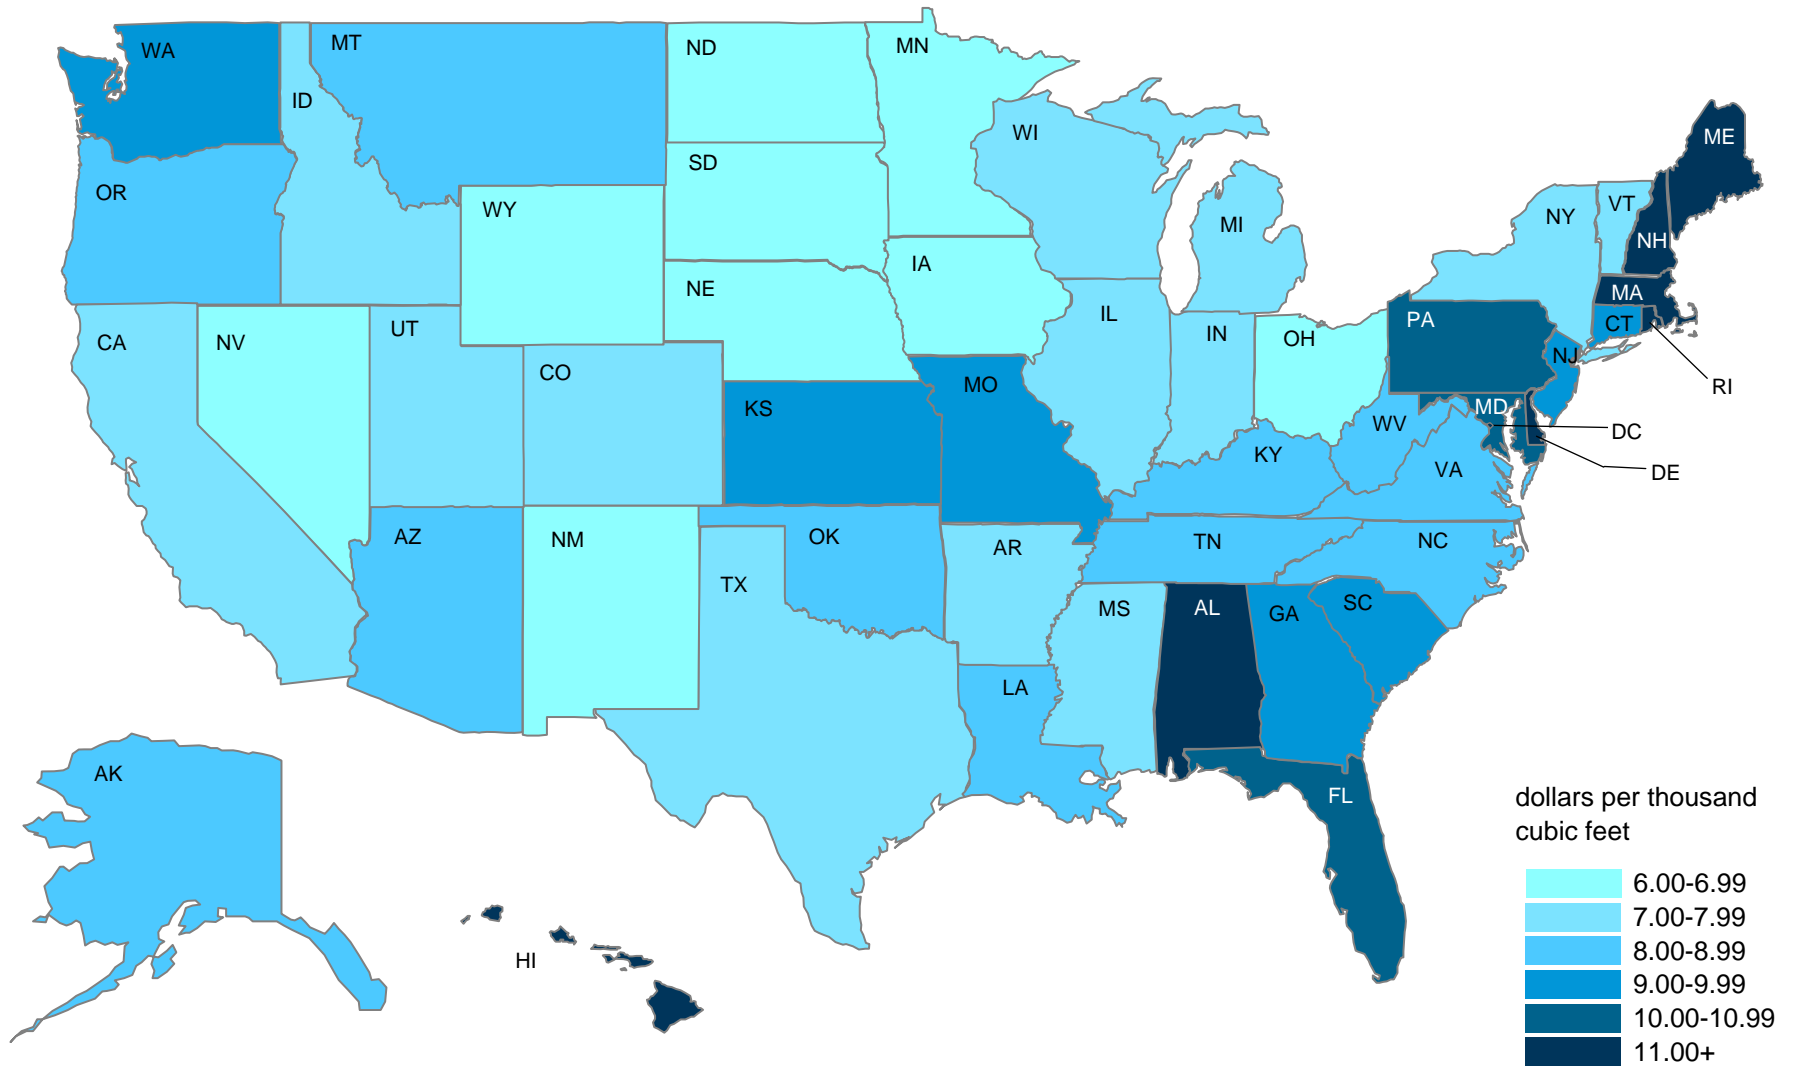 WA
MT
ND
MN
ID
WI
ME
SD
OR
WY
MI
NY
VT
NH
IA
NE
MA
IL
PA
CT
UT
IN
OH
CA
NV
NJ
CO
MO
RI
KS
MD
WV
DC
KY
VA
DE
AZ
NM
OK
AR
TN
NC
TX
MS
AL
GA
SC
LA
AK
FL
HI
dollars per thousand
cubic feet
6.00-6.99
7.00-7.99
8.00-8.99
9.00-9.99
10.00-10.99
11.00+